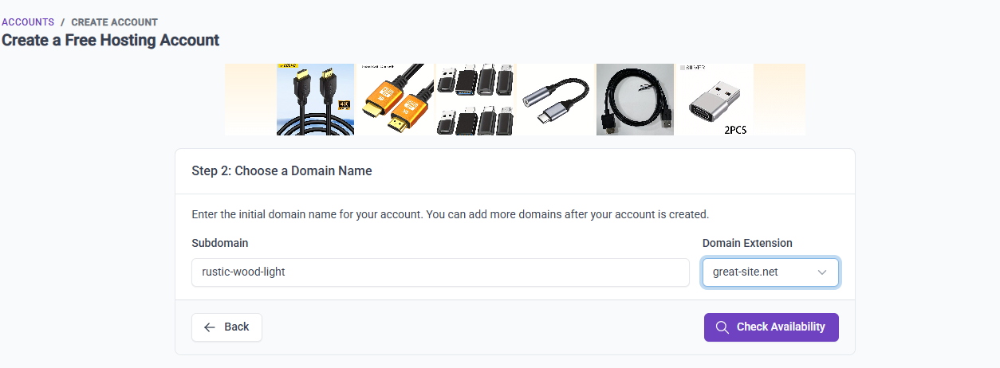 ACCOUNTS / CREATE ACCOUNT
Create a Free Hosting Account
4K
SILVER
2PCS
Step 2: Choose a Domain Name
Enter the initial domain name for your account. You can add more domains after your account is created.
Subdomain
Domain Extension
rustic-wood-light
great-site.net
Back
Check Availability